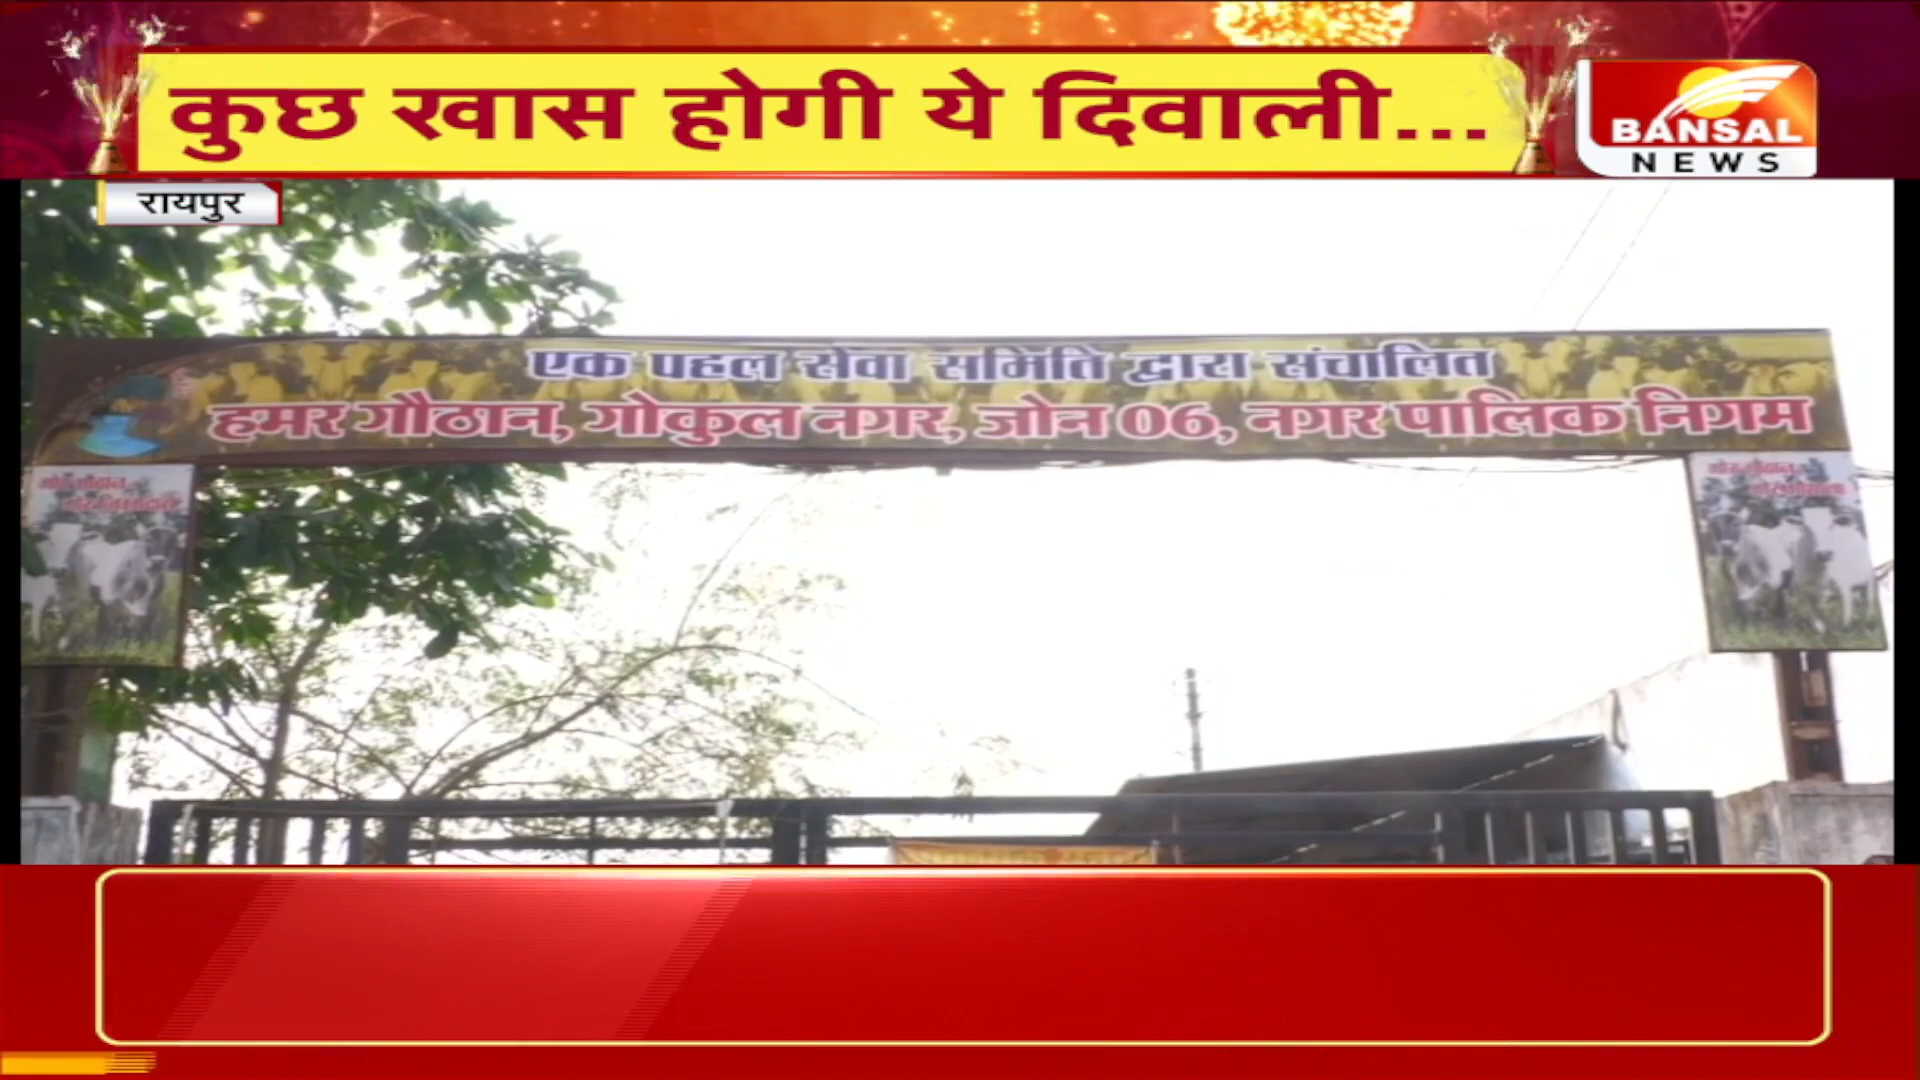 कुछ खास होगी ये दिवाली...
BANSAL
NEWS
रायपुर
एक पहल सेवा समिति द्वारा संचालित
हमर गौठान, गोकुल नगर, जोन 06, नगर पालिक निगम